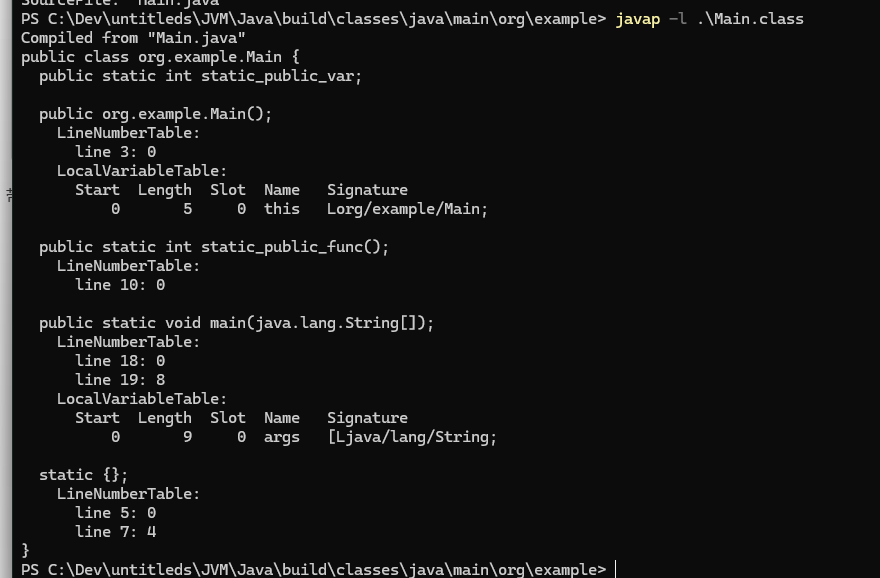 SourceFile: "Main.java"
PS C:\Dev\untitleds\JVM\Java\build\classes\java\main\org\example> javap -l .\Main.class
Compiled from "Main.java"
public class org.example.Main {
  public static int static_public_var;

  public org.example.Main();
    LineNumberTable:
      line 3: 0
    LocalVariableTable:
      Start  Length  Slot  Name   Signature
          0       5     0  this   Lorg/example/Main;

  public static int static_public_func();
    LineNumberTable:
      line 10: 0

  public static void main(java.lang.String[]);
    LineNumberTable:
      line 18: 0
      line 19: 8
    LocalVariableTable:
      Start  Length  Slot  Name   Signature
          0       9     0  args   [Ljava/lang/String;

  static {};
    LineNumberTable:
      line 5: 0
      line 7: 4
}
PS C:\Dev\untitleds\JVM\Java\build\classes\java\main\org\example>